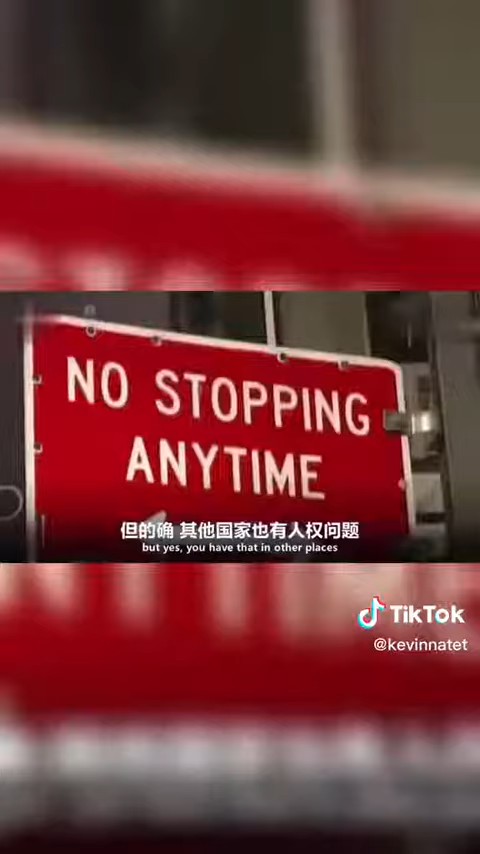 NO STOPPING
ANYTIME
但的确 其他国家也有人权问题
but yes, you have that in other places
TikTok
@kevinnatet